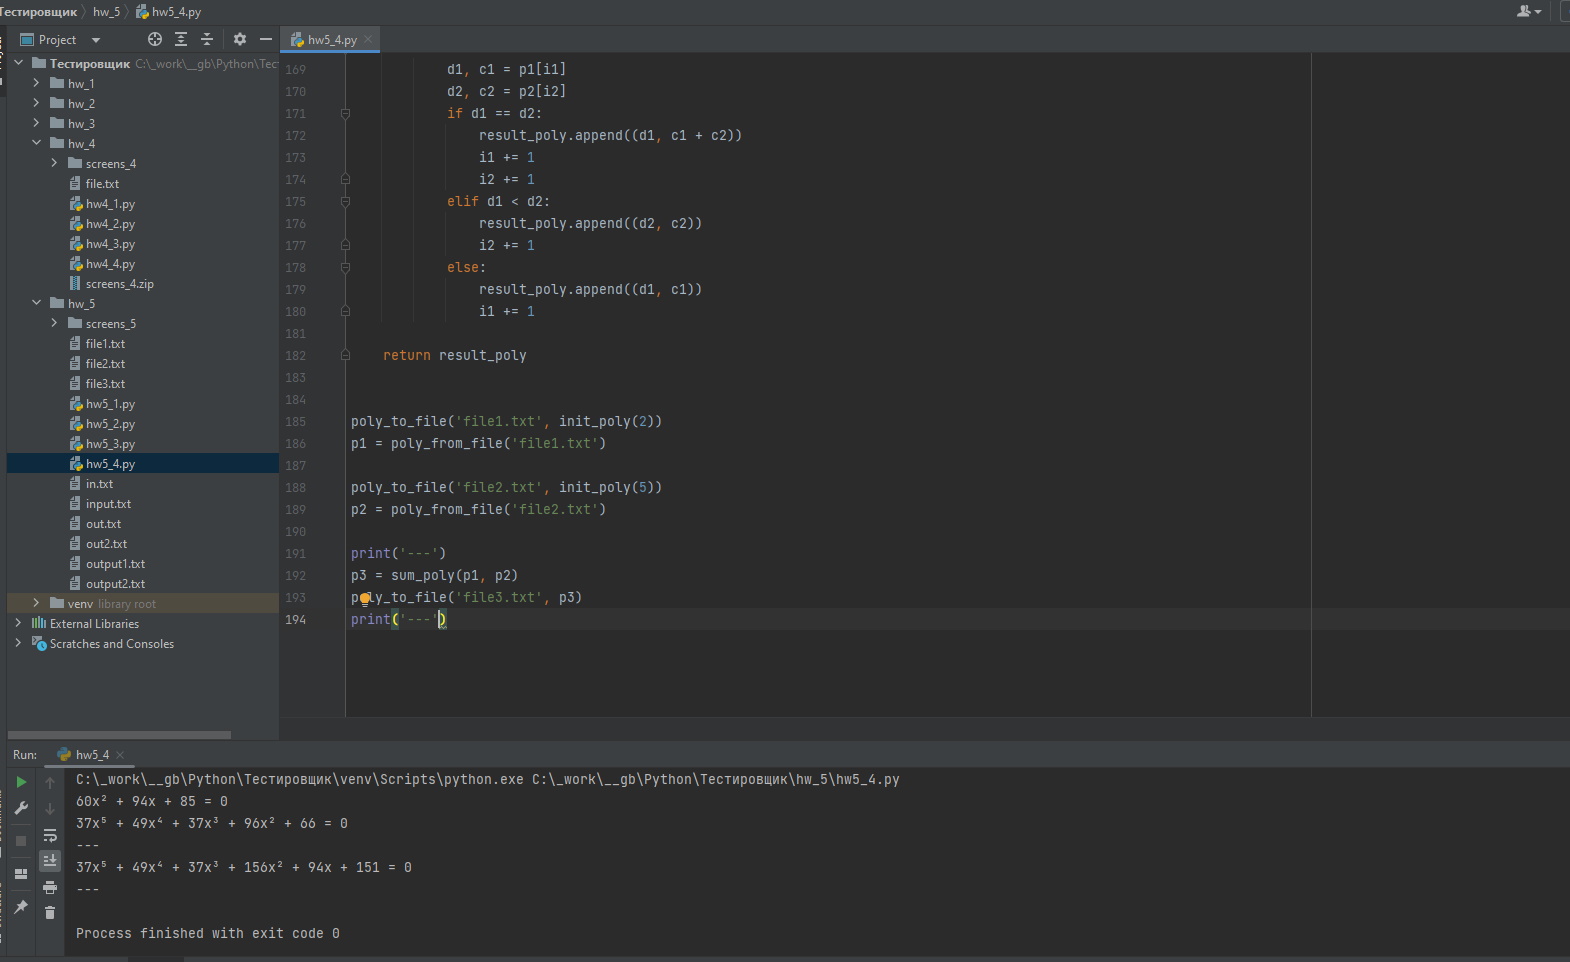 Тестировщик hw_5 hw5_4.py
Project
hw5_4.py
Тестировщик C:\_work\__gb\Python\Тес
hw_1
hw_2
hw_3
hw_4
screens_4
file.txt
hw4_1.py
hw4_2.py
hw4_3.py
hw4_4.py
screens_4.zip
hw_5
screens_5
file1.txt
file2.txt
file3.txt
hw5_1.py
hw5_2.py
hw5_3.py
hw5_4.py
in.txt
input.txt
out.txt
out2.txt
output1.txt
output2.txt
venv library root
External Libraries
Scratches and Consoles
169 d1, c1 = p1[i1]
170 d2, c2 = p2[i2]
171 if d1 == d2:
172 result_poly.append((d1, c1 + c2))
173 i1 += 1
174 i2 += 1
175 elif d1 < d2:
176 result_poly.append((d2, c2))
177 i2 += 1
178 else:
179 result_poly.append((d1, c1))
180 i1 += 1
181
182 return result_poly
183
184
185 poly_to_file('file1.txt', init_poly(2))
186 p1 = poly_from_file('file1.txt')
187
188 poly_to_file('file2.txt', init_poly(5))
189 p2 = poly_from_file('file2.txt')
190
191 print('---')
192 p3 = sum_poly(p1, p2)
193 poly_to_file('file3.txt', p3)
194 print('---')
Run: hw5_4
C:\_work\__gb\Python\Тестировщик\venv\Scripts\python.exe C:\_work\__gb\Python\Тестировщик\hw_5\hw5_4.py
60x² + 94x + 85 = 0
37x⁵ + 49x⁴ + 37x³ + 96x² + 66 = 0
---
37x⁵ + 49x⁴ + 37x³ + 156x² + 94x + 151 = 0
---
Process finished with exit code 0